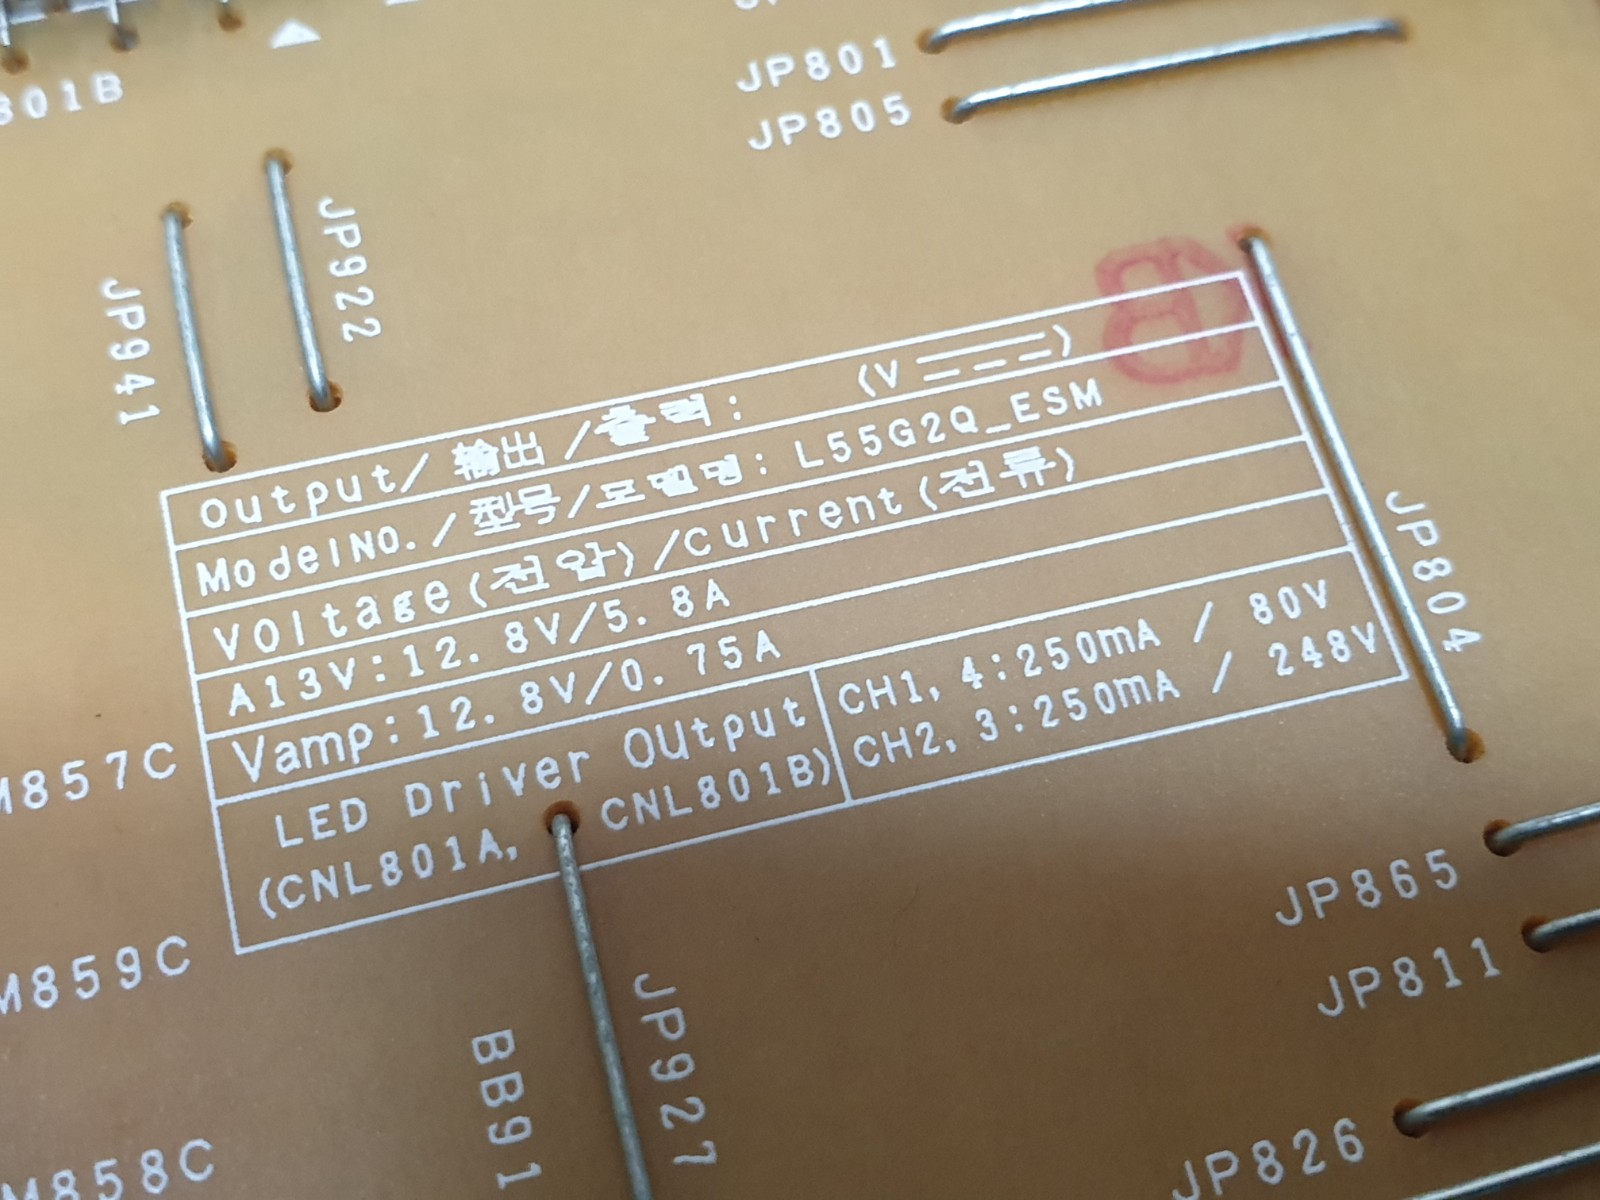 JP801
JP805
801B
JP922
JP941
Output/ 输出 /출력: (V
ModelNO./型号/모델명: L55G2Q_ESM
Voltage(전압)/Current(전류)
A13V:12.8V/5.8A
Vamp:12.8V/0.75A
LED Driver Output
(CNL801A, CNL801B)
CH1, 4:250mA / 80V
CH2, 3:250mA / 248V
JP804
M857C
M859C
M858C
JP865
JP811
JP826
JP927
BB91